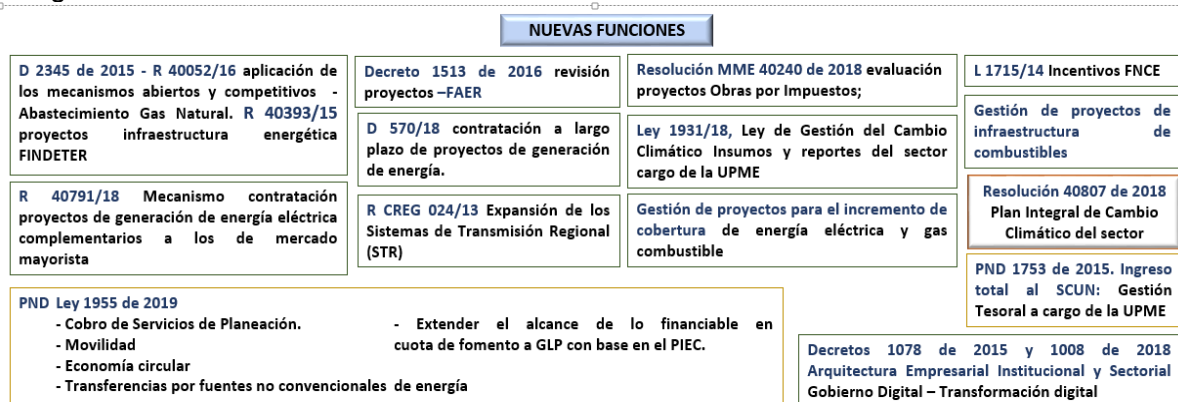 NUEVAS FUNCIONES
D 2345 de 2015 - R 40052/16 aplicación de
los mecanismos abiertos y competitivos -
Abastecimiento Gas Natural. R 40393/15
proyectos infraestructura energética
FINDETER
R 40791/18 Mecanismo contratación
proyectos de generación de energía eléctrica
complementarios a los de mercado
mayorista
Decreto 1513 de 2016 revisión
proyectos –FAER
D 570/18 contratación a largo
plazo de proyectos de generación
de energía.
R CREG 024/13 Expansión de los
Sistemas de Transmisión Regional
(STR)
Resolución MME 40240 de 2018 evaluación
proyectos Obras por Impuestos;
Ley 1931/18, Ley de Gestión del Cambio
Climático Insumos y reportes del sector
cargo de la UPME
Gestión de proyectos para el incremento de
cobertura de energía eléctrica y gas
combustible
L 1715/14 Incentivos FNCE
Gestión de proyectos de
infraestructura de
combustibles
Resolución 40807 de 2018
Plan Integral de Cambio
Climático del sector
PND 1753 de 2015. Ingreso
total al SCUN: Gestión
Tesoral a cargo de la UPME
PND Ley 1955 de 2019
- Cobro de Servicios de Planeación.
- Movilidad
- Economía circular
- Transferencias por fuentes no convencionales de energía
- Extender el alcance de lo financiable en
cuota de fomento a GLP con base en el PIEC.
Decretos 1078 de 2015 y 1008 de 2018
Arquitectura Empresarial Institucional y Sectorial
Gobierno Digital – Transformación digital